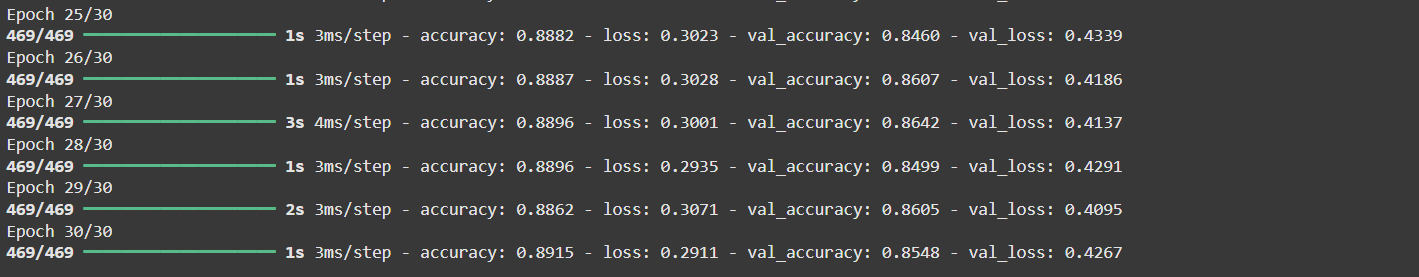 Epoch 25/30
469/469 ━━━━━━━━━━━━━━━━━━━━ 1s 3ms/step - accuracy: 0.8882 - loss: 0.3023 - val_accuracy: 0.8460 - val_loss: 0.4339
Epoch 26/30
469/469 ━━━━━━━━━━━━━━━━━━━━ 1s 3ms/step - accuracy: 0.8887 - loss: 0.3028 - val_accuracy: 0.8607 - val_loss: 0.4186
Epoch 27/30
469/469 ━━━━━━━━━━━━━━━━━━━━ 3s 4ms/step - accuracy: 0.8896 - loss: 0.3001 - val_accuracy: 0.8642 - val_loss: 0.4137
Epoch 28/30
469/469 ━━━━━━━━━━━━━━━━━━━━ 1s 3ms/step - accuracy: 0.8896 - loss: 0.2935 - val_accuracy: 0.8499 - val_loss: 0.4291
Epoch 29/30
469/469 ━━━━━━━━━━━━━━━━━━━━ 2s 3ms/step - accuracy: 0.8862 - loss: 0.3071 - val_accuracy: 0.8605 - val_loss: 0.4095
Epoch 30/30
469/469 ━━━━━━━━━━━━━━━━━━━━ 1s 3ms/step - accuracy: 0.8915 - loss: 0.2911 - val_accuracy: 0.8548 - val_loss: 0.4267